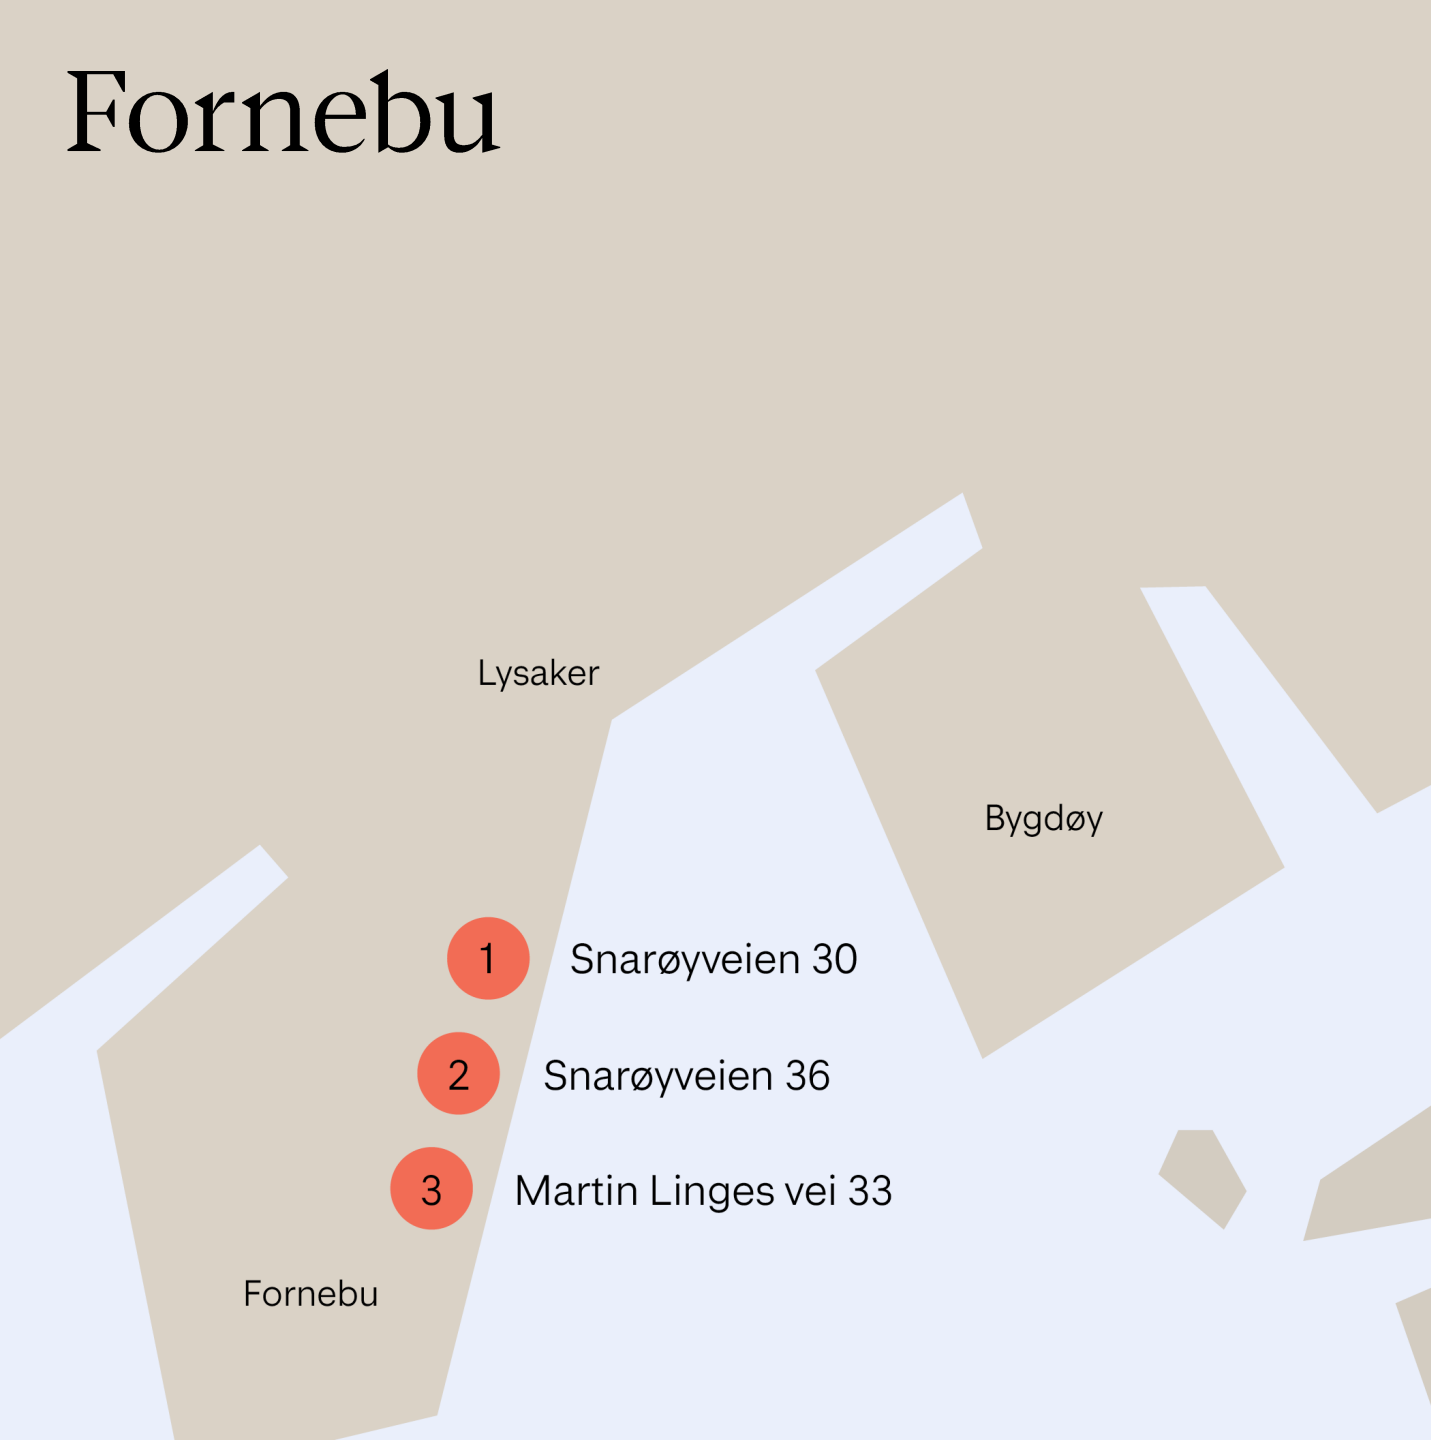 Fornebu
Lysaker
Bygdøy
1 Snarøyveien 30
2 Snarøyveien 36
3 Martin Linges vei 33
Fornebu